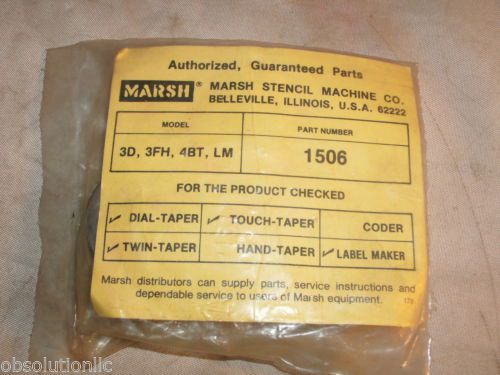 Authorized, Guaranteed Parts
MARSH® MARSH STENCIL MACHINE CO.
BELLEVILLE, ILLINOIS, U.S.A. 62222
MODEL PART NUMBER
3D, 3FH, 4BT, LM 1506
FOR THE PRODUCT CHECKED
✓ DIAL-TAPER ✓ TOUCH-TAPER CODER
✓ TWIN-TAPER HAND-TAPER ✓ LABEL MAKER
Marsh distributors can supply parts, service instructions and
dependable service to users of Marsh equipment.
obsolutionllc